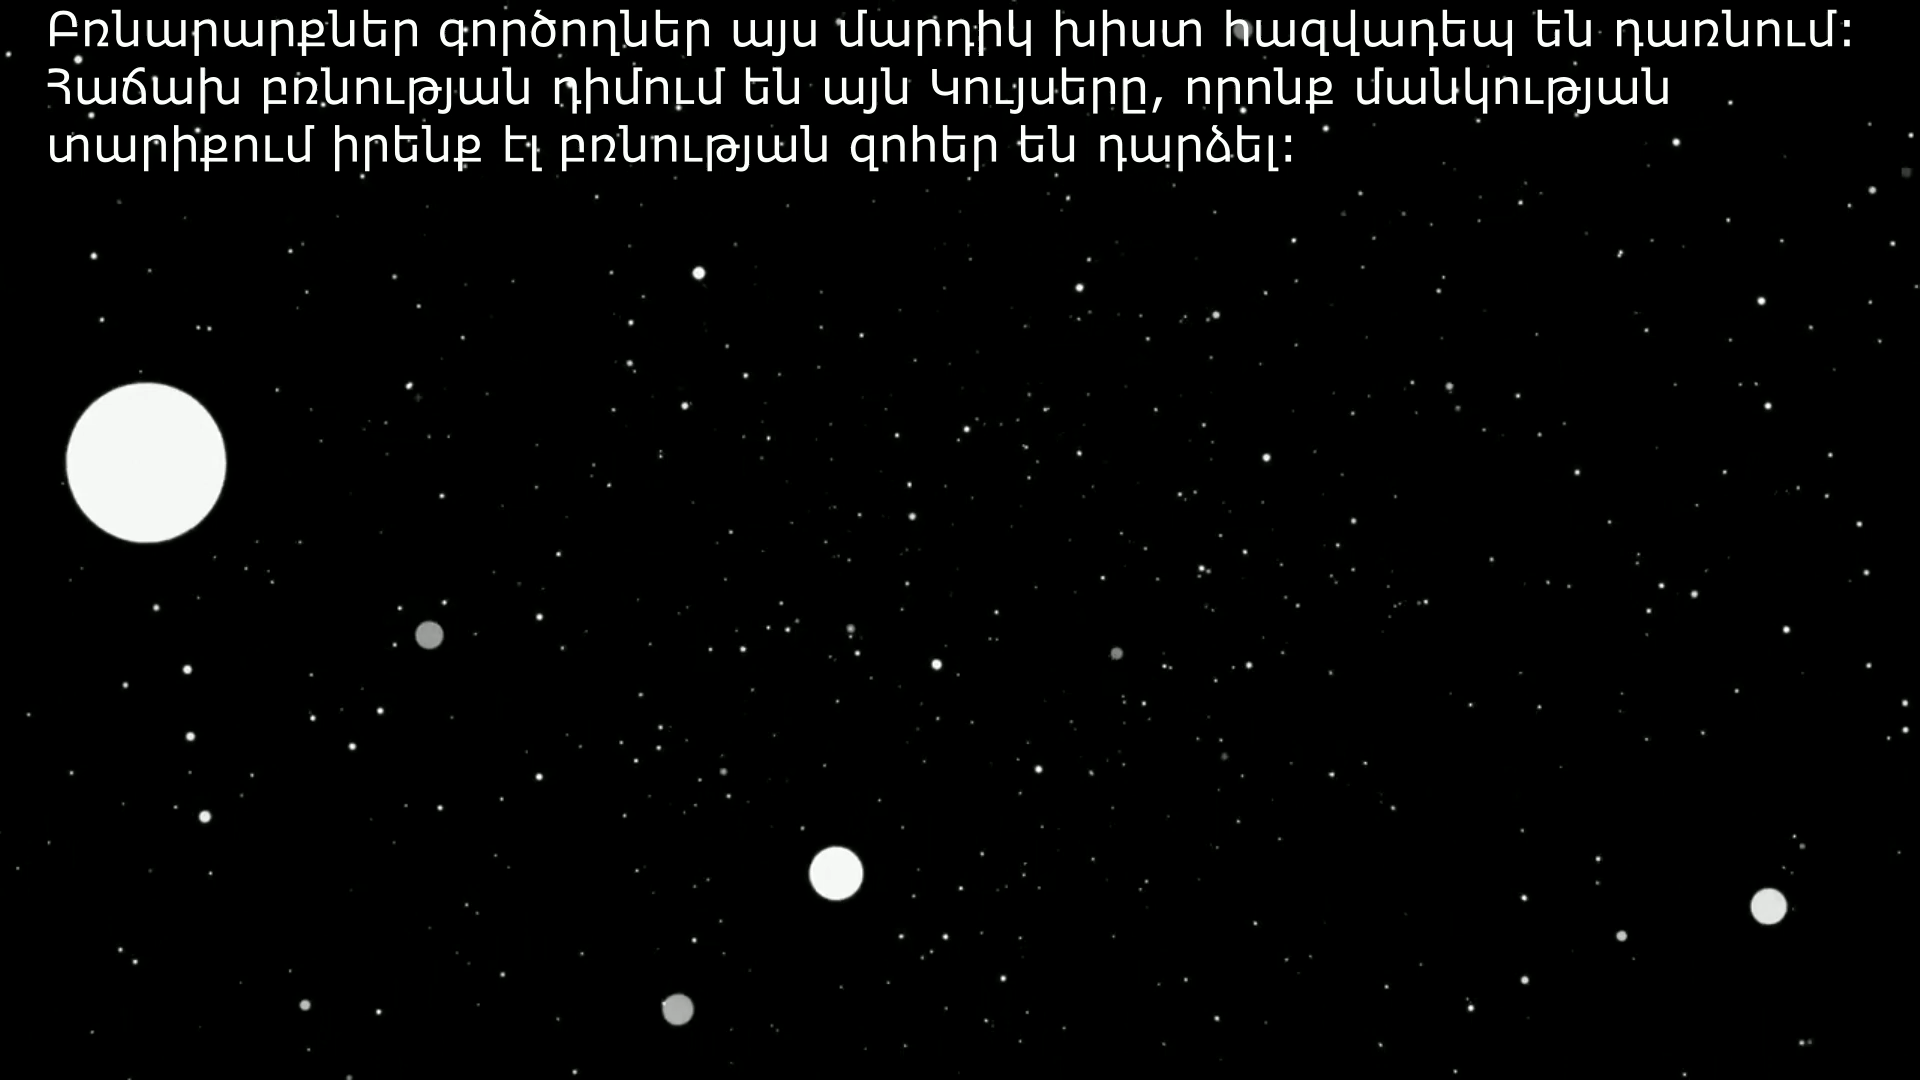 Բռնարարքներ գործողներ այս մարդիկ խիստ հազվադեպ են դառնում:
Հաճախ բռնության դիմում են այն Կույսերը, որոնք մանկության
տարիքում իրենք էլ բռնության զոհեր են դարձել: